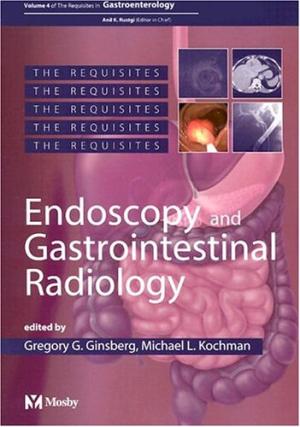 Volume 4 of The Requisites in Gastroenterology
Anil K. Rustgi (Editor in Chief)
THE REQUISITES
THE REQUISITES
THE REQUISITES
THE REQUISITES
THE REQUISITES
Endoscopy and
Gastrointestinal
Radiology
edited by
Gregory G. Ginsberg, Michael L. Kochman
M Mosby